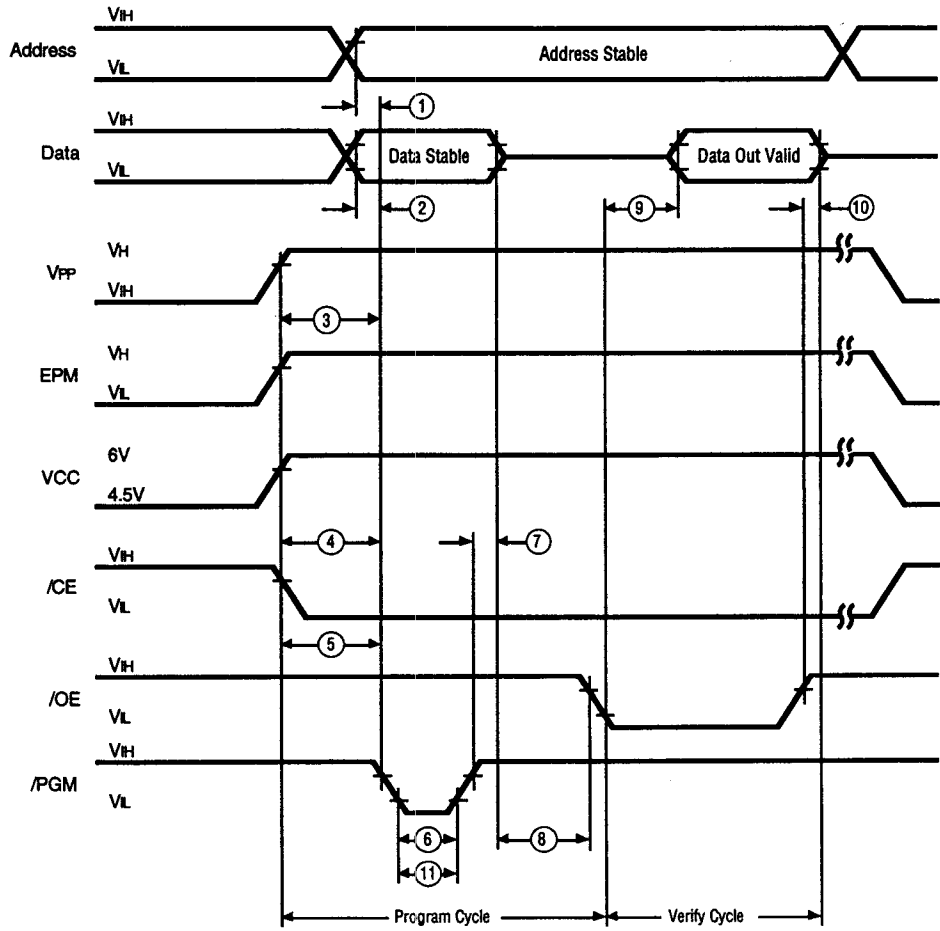 VIH
Address
Address Stable
VIL
1
VIH
Data
Data Stable
Data Out Valid
VIL
2
9
10
VH
VPP
VIH
3
VH
EPM
VIL
6V
VCC
4.5V
4
7
VIH
/CE
VIL
5
VIH
/OE
VIL
VIH
/PGM
VIL
6
8
11
Program Cycle
Verify Cycle